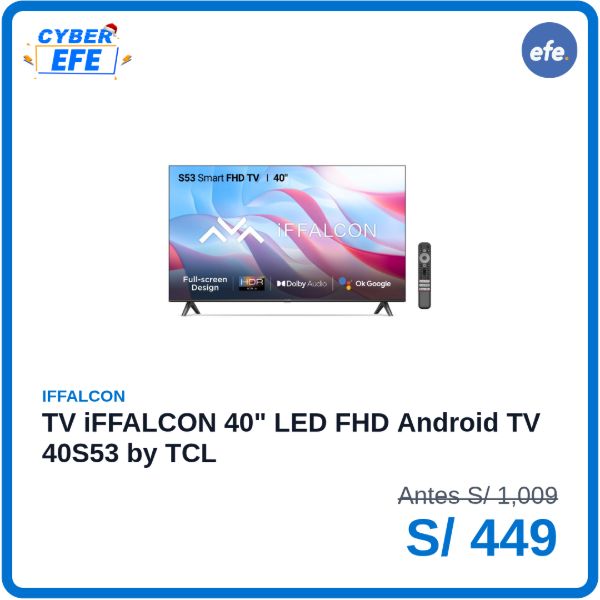 CYBER
EFE
efe.
S53 Smart FHD TV | 40"
iFFALCON
Full-screen
Design
HDR
Dolby Audio
Ok Google
IFFALCON
TV iFFALCON 40" LED FHD Android TV
40S53 by TCL
Antes S/ 1,009
S/ 449